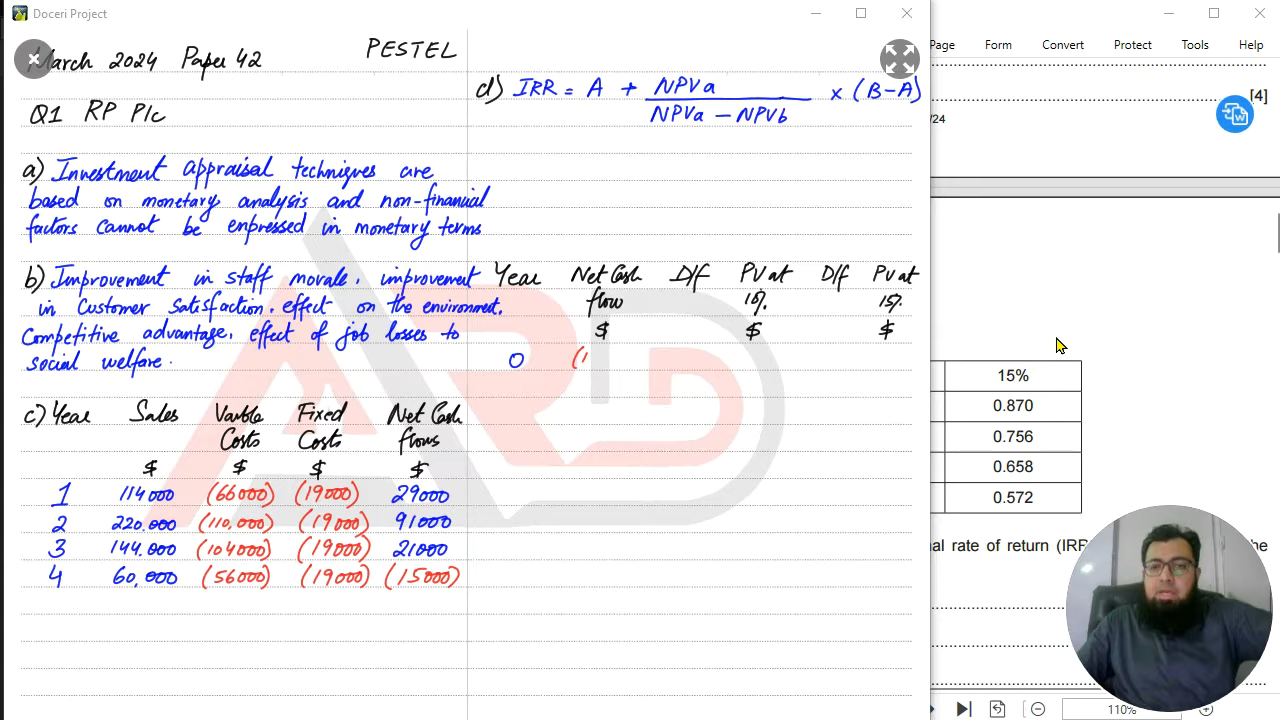 Doceri Project
March 2024 Paper 42
PESTEL
Q1 RP Plc
a) Investment appraisal techniques are
based on monetary analysis and non-financial
factors cannot be expressed in monetary terms
b) Improvement in staff morale, improvement
in Customer Satisfaction, effect on the environment,
Competitive advantage, effect of job losses to
social welfare.
c) Year Sales Varble Fixed Net Cash
Costs Costs flows
$ $ $ $
1 114000 (66000) (19000) 29000
2 220,000 (110,000) (19000) 91000
3 144,000 (104000) (19000) 21000
4 60,000 (56000) (19000) (15000)
d) IRR = A + NPVa × (B-A)
NPVa - NPVb
Year Net Cash D/f PV at D/f PV at
flow 10% 15%
$ $ $
0 (1
Page Form Convert Protect Tools Help
[4]
/24
15%
0.870
0.756
0.658
0.572
nal rate of return (IRR
he
110%